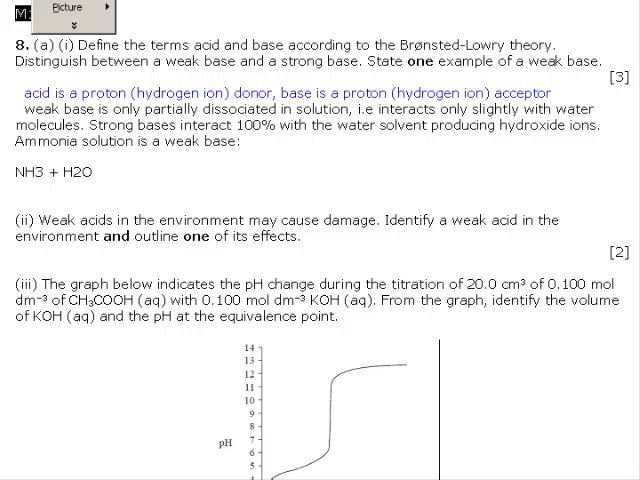 Picture
8. (a) (i) Define the terms acid and base according to the Brønsted-Lowry theory.
Distinguish between a weak base and a strong base. State one example of a weak base.
[3]
acid is a proton (hydrogen ion) donor, base is a proton (hydrogen ion) acceptor
weak base is only partially dissociated in solution, i.e interacts only slightly with water
molecules. Strong bases interact 100% with the water solvent producing hydroxide ions.
Ammonia solution is a weak base:
NH3 + H2O
(ii) Weak acids in the environment may cause damage. Identify a weak acid in the
environment and outline one of its effects.
[2]
(iii) The graph below indicates the pH change during the titration of 20.0 cm³ of 0.100 mol
dm⁻³ of CH₃COOH (aq) with 0.100 mol dm⁻³ KOH (aq). From the graph, identify the volume
of KOH (aq) and the pH at the equivalence point.
14
13
12
11
10
9
8
pH 7
6
5
4